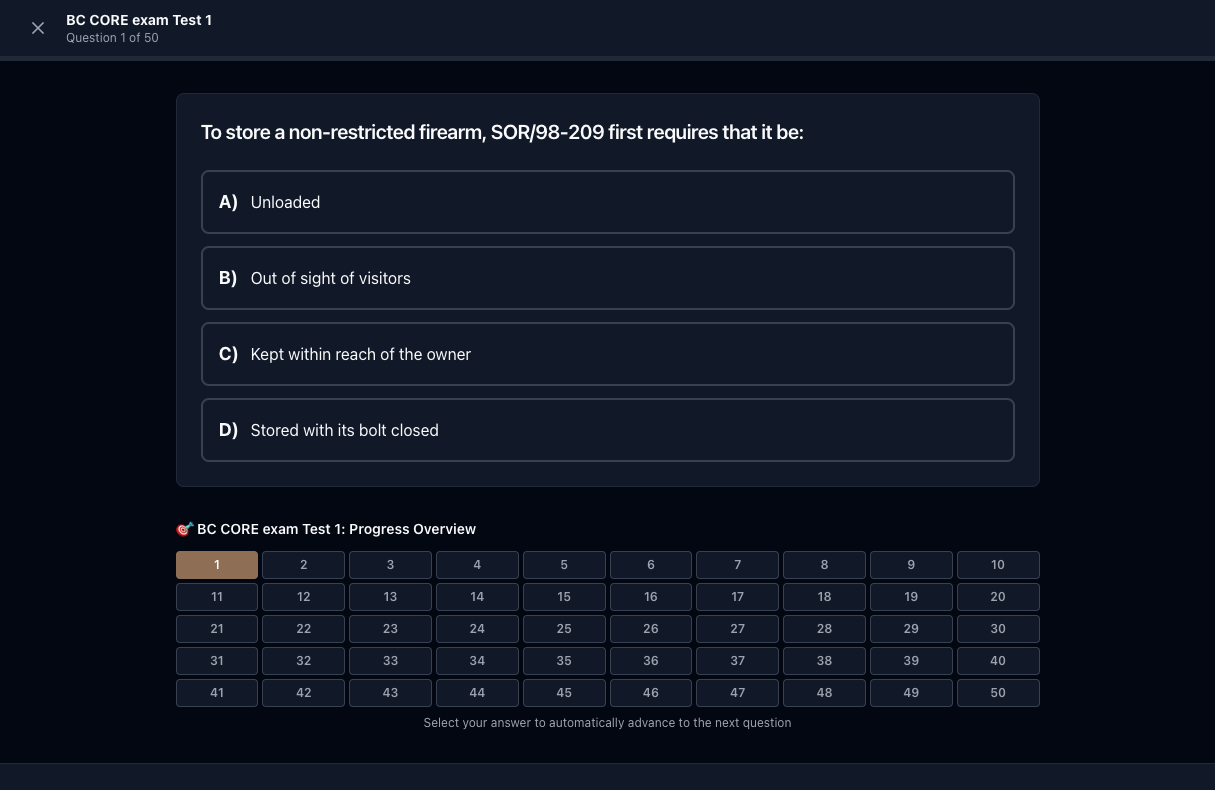 BC CORE exam Test 1
Question 1 of 50
To store a non-restricted firearm, SOR/98-209 first requires that it be:
A) Unloaded
B) Out of sight of visitors
C) Kept within reach of the owner
D) Stored with its bolt closed
🎯 BC CORE exam Test 1: Progress Overview
1 2 3 4 5 6 7 8 9 10
11 12 13 14 15 16 17 18 19 20
21 22 23 24 25 26 27 28 29 30
31 32 33 34 35 36 37 38 39 40
41 42 43 44 45 46 47 48 49 50
Select your answer to automatically advance to the next question